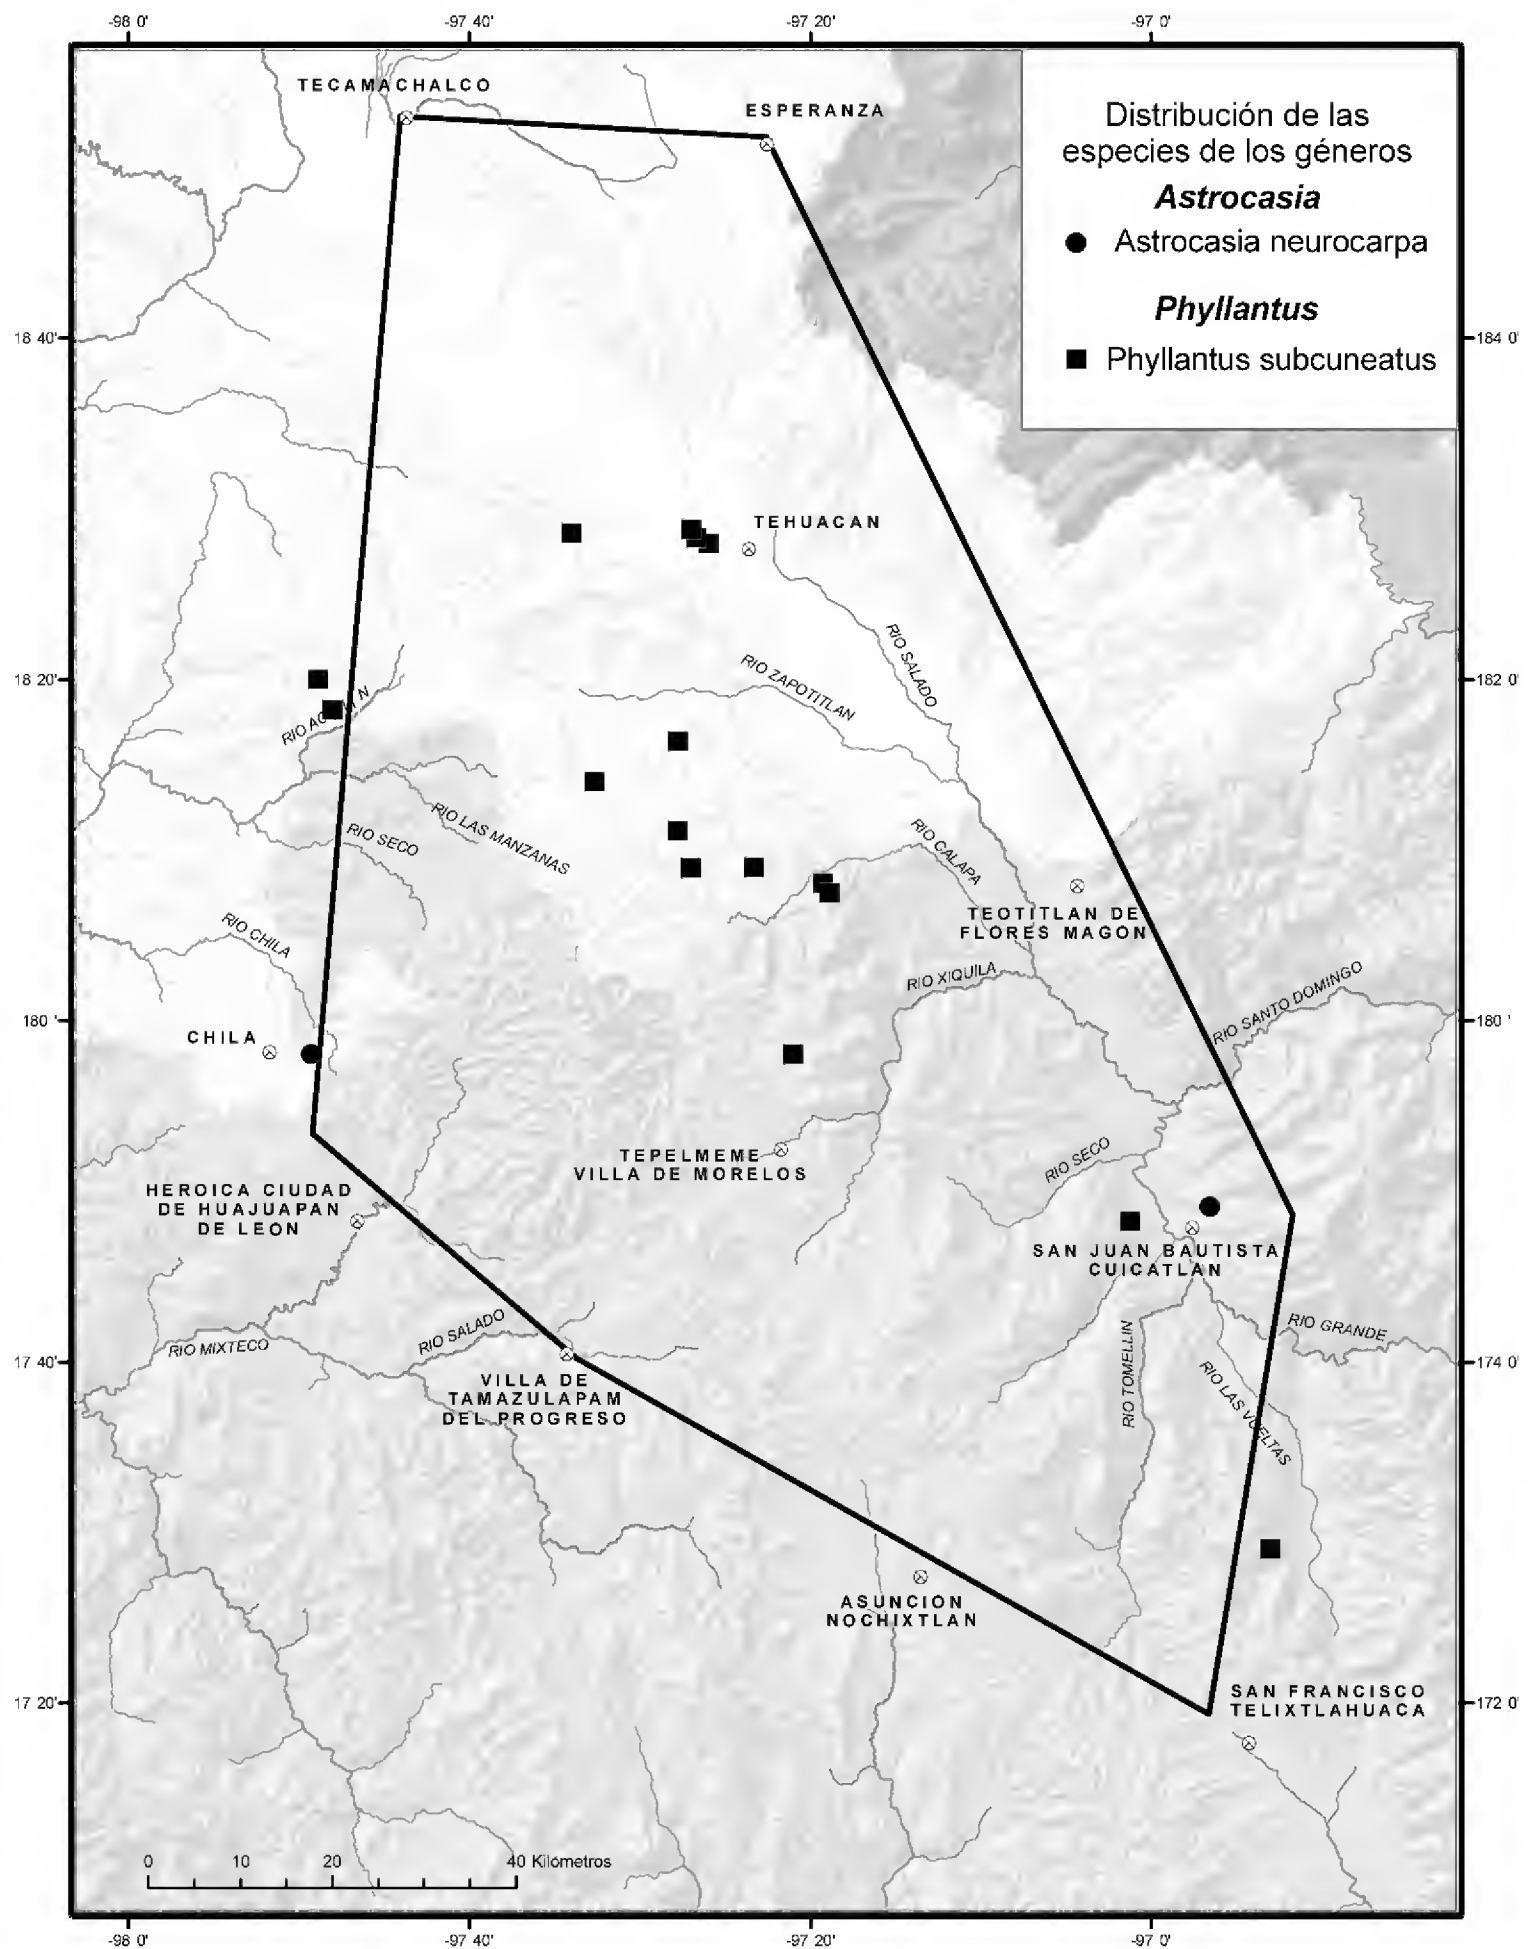 -98 0'
-97 40'
-97 20'
-97 0'
TECAMACHALCO
ESPERANZA
Distribución de las
especies de los géneros
Astrocasia
Astrocasia neurocarpa
Phyllantus
Phyllantus subcuneatus
18 40'
184 0'
TEHUACAN
RIO SALADO
RIO ZAPOTITLAN
18 20'
182 0'
RIO
RIO LAS MANZANAS
RIO SECO
RIO CALAPA
TEOTITLAN DE
FLORES MAGON
RIO CHILA
RIO XIQUILA
RIO SANTO DOMINGO
180 '
180 '
CHILA
TEPELMEME
VILLA DE MORELOS
RIO SECO
HEROICA CIUDAD
DE HUAJUAPAN
DE LEON
SAN JUAN BAUTISTA
CUICATLAN
RIO GRANDE
RIO MIXTECO
RIO SALADO
17 40'
174 0'
RIO TOMELLIN
RIO LAS VUELTAS
VILLA DE
TAMAZULAPAM
DEL PROGRESO
ASUNCION
NOCHIXTLAN
17 20'
172 0'
SAN FRANCISCO
TELIXTLAHUACA
0 10 20 40 Kilómetros
-98 0'
-97 40'
-97 20'
-97 0'